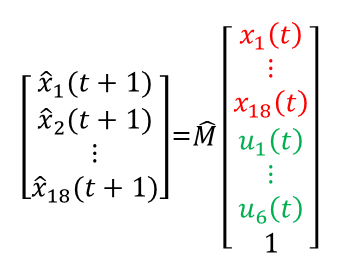 x̂₁(t + 1)
x̂₂(t + 1)
⋮
x̂₁₈(t + 1)
=M̂
x₁(t)
⋮
x₁₈(t)
u₁(t)
⋮
u₆(t)
1